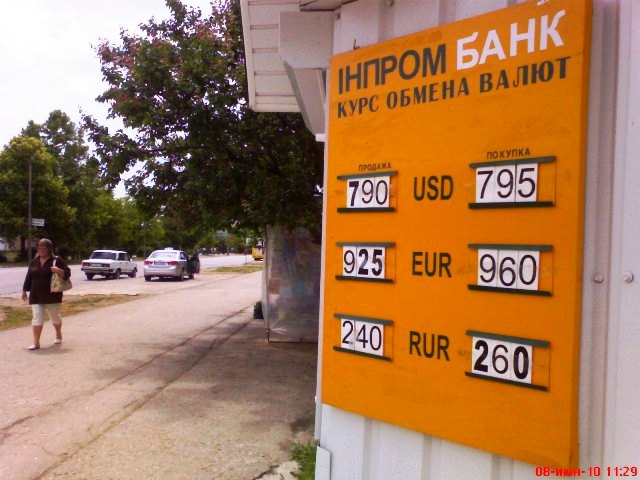 ІНПРОМ БАНК
КУРС ОБМЕНА ВАЛЮТ
ПРОДАЖА ПОКУПКА
790 USD 795
925 EUR 960
240 RUR 260
08-июн-10 11:29